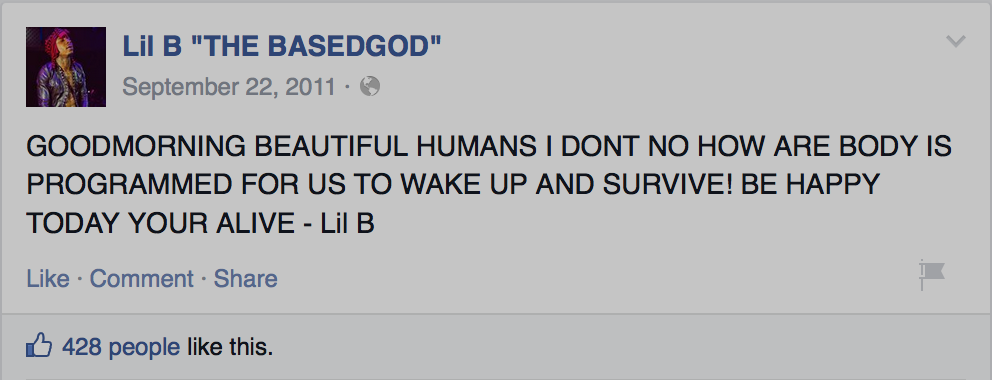 Lil B "THE BASEDGOD"
September 22, 2011 ·
GOODMORNING BEAUTIFUL HUMANS I DONT NO HOW ARE BODY IS
PROGRAMMED FOR US TO WAKE UP AND SURVIVE! BE HAPPY
TODAY YOUR ALIVE - Lil B
Like · Comment · Share
428 people like this.